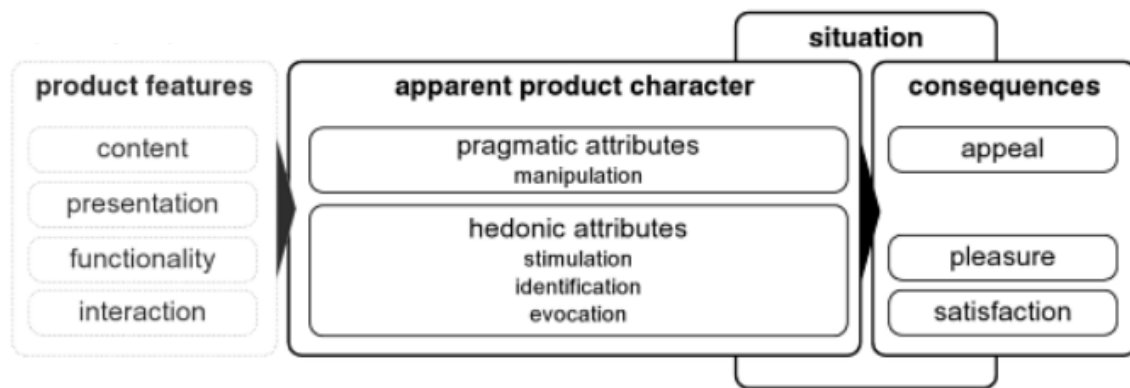 situation
product features
content
presentation
functionality
interaction
apparent product character
pragmatic attributes
manipulation
hedonic attributes
stimulation
identification
evocation
consequences
appeal
pleasure
satisfaction